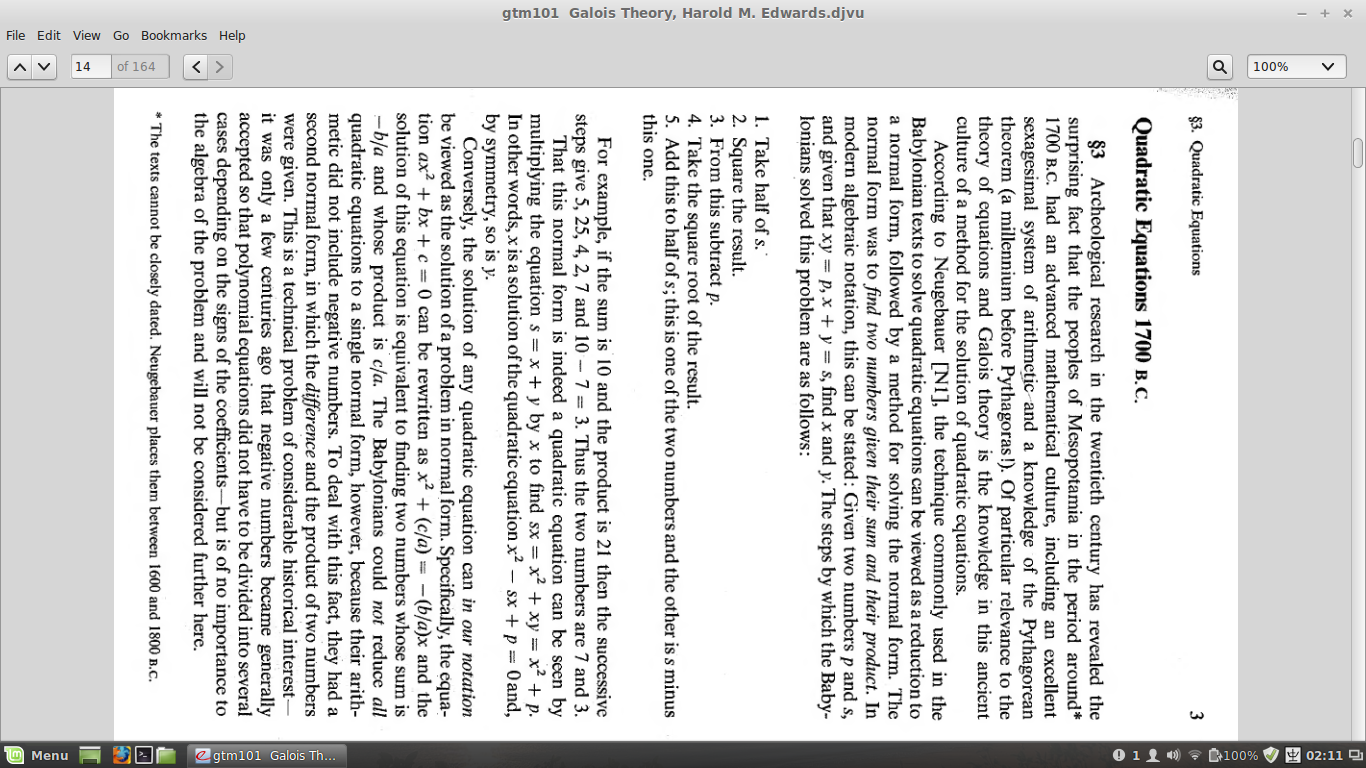 gtm101 Galois Theory, Harold M. Edwards.djvu
File Edit View Go Bookmarks Help
14 of 164
100%
§3. Quadratic Equations 3
Quadratic Equations 1700 B.C.
§3 Archeological research in the twentieth century has revealed the
surprising fact that the peoples of Mesopotamia in the period around*
1700 B.C. had an advanced mathematical culture, including an excellent
sexagesimal system of arithmetic and a knowledge of the Pythagorean
theorem (a millennium before Pythagoras!). Of particular relevance to the
theory of equations and Galois theory is the knowledge in this ancient
culture of a method for the solution of quadratic equations.
According to Neugebauer [N1], the technique commonly used in the
Babylonian texts to solve quadratic equations can be viewed as a reduction to
a normal form, followed by a method for solving the normal form. The
normal form was to find two numbers given their sum and their product. In
modern algebraic notation, this can be stated: Given two numbers p and s,
and given that xy = p, x + y = s, find x and y. The steps by which the Baby-
lonians solved this problem are as follows:
1. Take half of s.
2. Square the result.
3. From this subtract p.
4. Take the square root of the result.
5. Add this to half of s; this is one of the two numbers and the other is s minus
this one.
For example, if the sum is 10 and the product is 21 then the successive
steps give 5, 25, 4, 2, 7 and 10 − 7 = 3. Thus the two numbers are 7 and 3.
That this normal form is indeed a quadratic equation can be seen by
multiplying the equation s = x + y by x to find sx = x² + xy = x² + p.
In other words, x is a solution of the quadratic equation x² − sx + p = 0 and,
by symmetry, so is y.
Conversely, the solution of any quadratic equation can in our notation
be viewed as the solution of a problem in normal form. Specifically, the equa-
tion ax² + bx + c = 0 can be rewritten as x² + (c/a) = −(b/a)x and the
solution of this equation is equivalent to finding two numbers whose sum is
−b/a and whose product is c/a. The Babylonians could not reduce all
quadratic equations to a single normal form, however, because their arith-
metic did not include negative numbers. To deal with this fact, they had a
second normal form, in which the difference and the product of two numbers
were given. This is a technical problem of considerable historical interest—
it was only a few centuries ago that negative numbers became generally
accepted so that polynomial equations did not have to be divided into several
cases depending on the signs of the coefficients—but is of no importance to
the algebra of the problem and will not be considered further here.
* The texts cannot be closely dated. Neugebauer places them between 1600 and 1800 B.C.
Menu gtm101 Galois Th... 1 100% 02:11